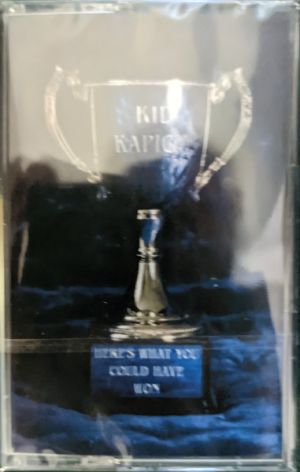 KID
KAPICHI
HERE'S WHAT YOU
COULD HAVE
WON